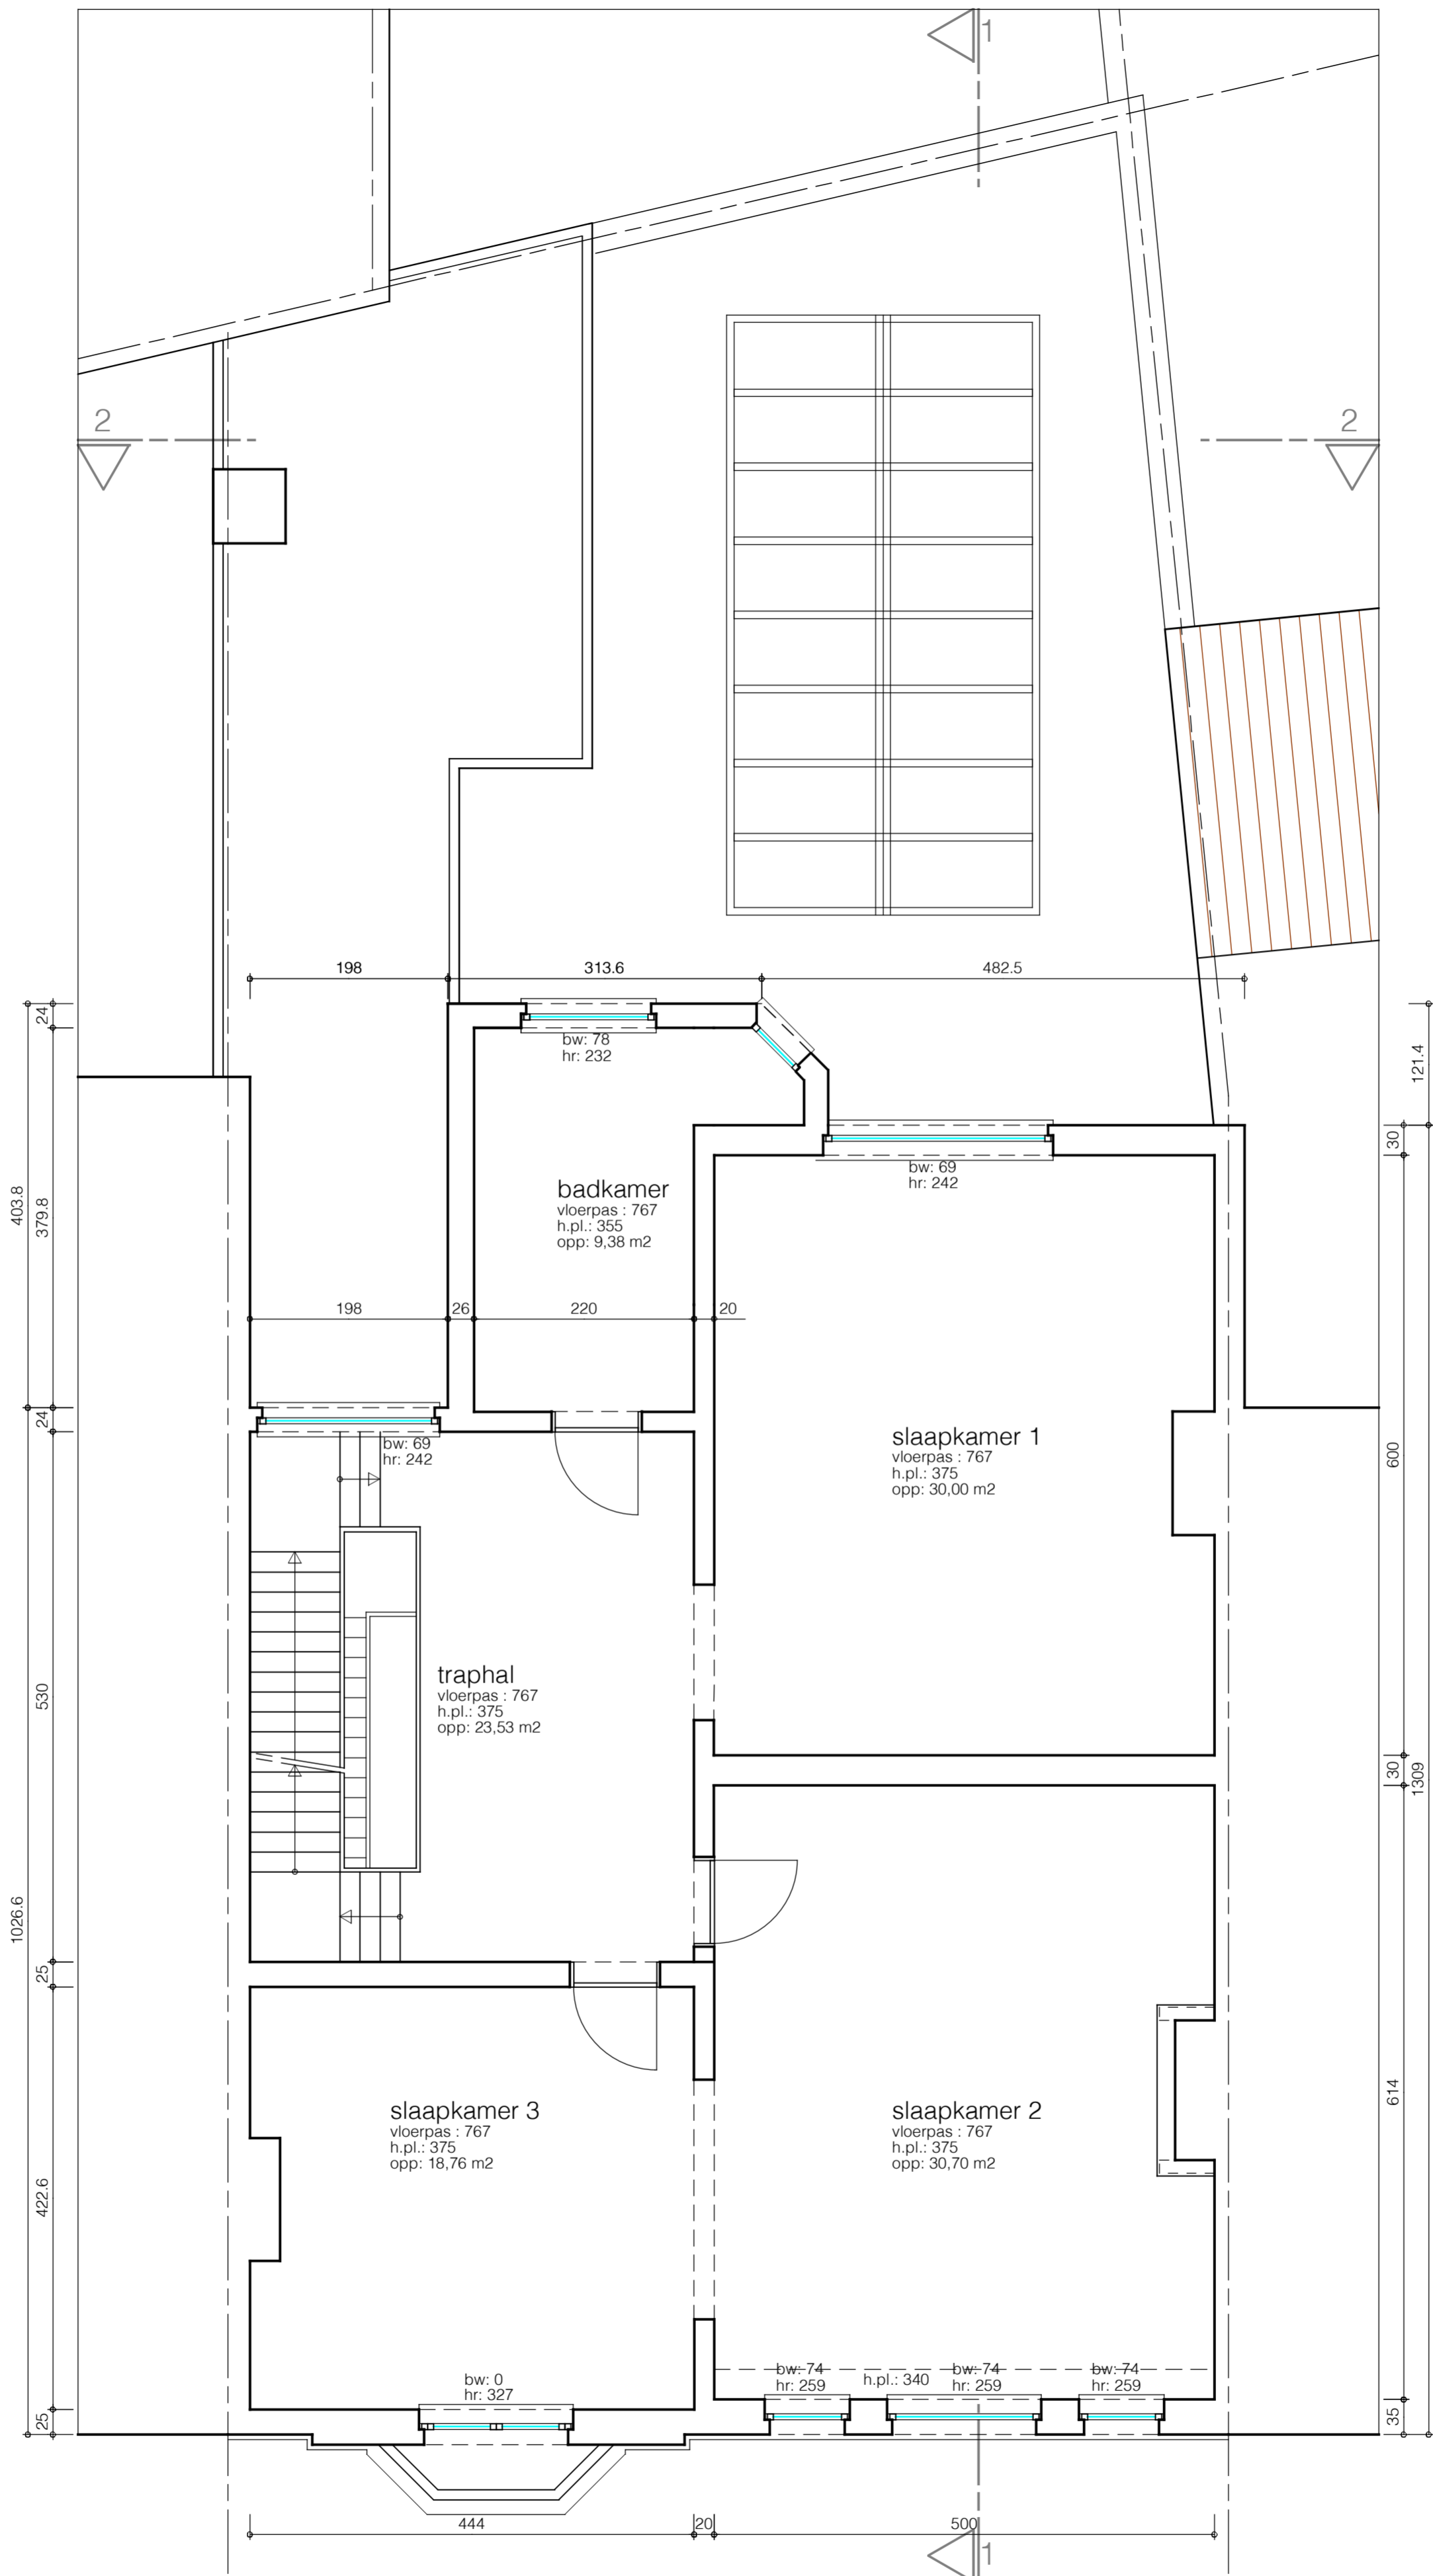 1
2
2
198
313.6
482.5
24
121.4
bw: 78
hr: 232
30
bw: 69
hr: 242
badkamer
vloerpas : 767
h.pl.: 355
opp: 9,38 m2
403.8
379.8
198
26
220
20
24
bw: 69
hr: 242
slaapkamer 1
vloerpas : 767
h.pl.: 375
opp: 30,00 m2
600
traphal
vloerpas : 767
h.pl.: 375
opp: 23,53 m2
530
30
1309
1026.6
25
slaapkamer 3
vloerpas : 767
h.pl.: 375
opp: 18,76 m2
slaapkamer 2
vloerpas : 767
h.pl.: 375
opp: 30,70 m2
614
422.6
bw: 0
hr: 327
bw: 74
hr: 259
h.pl.: 340
bw: 74
hr: 259
bw: 74
hr: 259
25
35
444
20
500
1